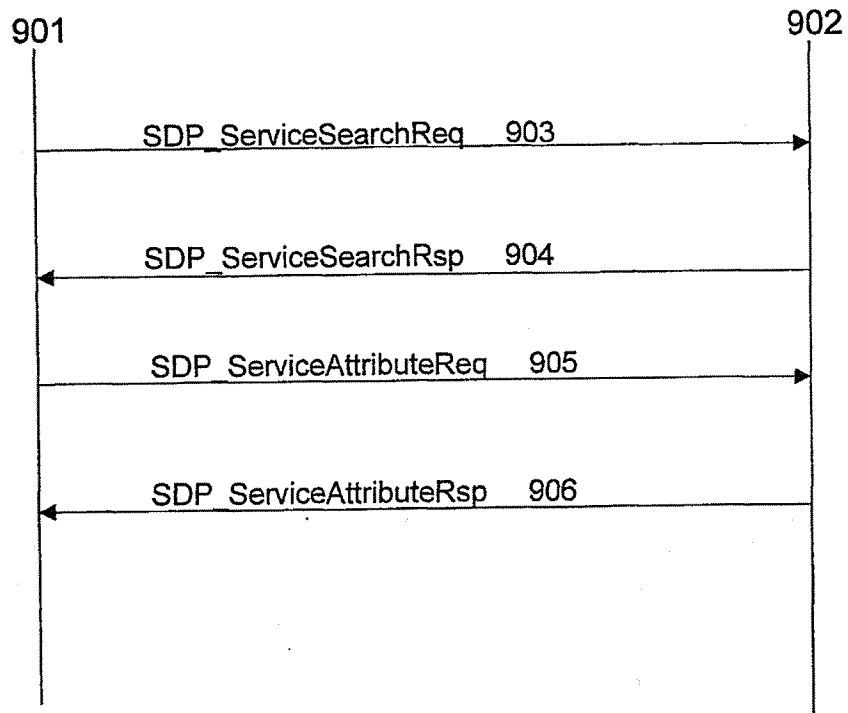 901 902
SDP_ServiceSearchReq 903
SDP_ServiceSearchRsp 904
SDP_ServiceAttributeReq 905
SDP_ServiceAttributeRsp 906